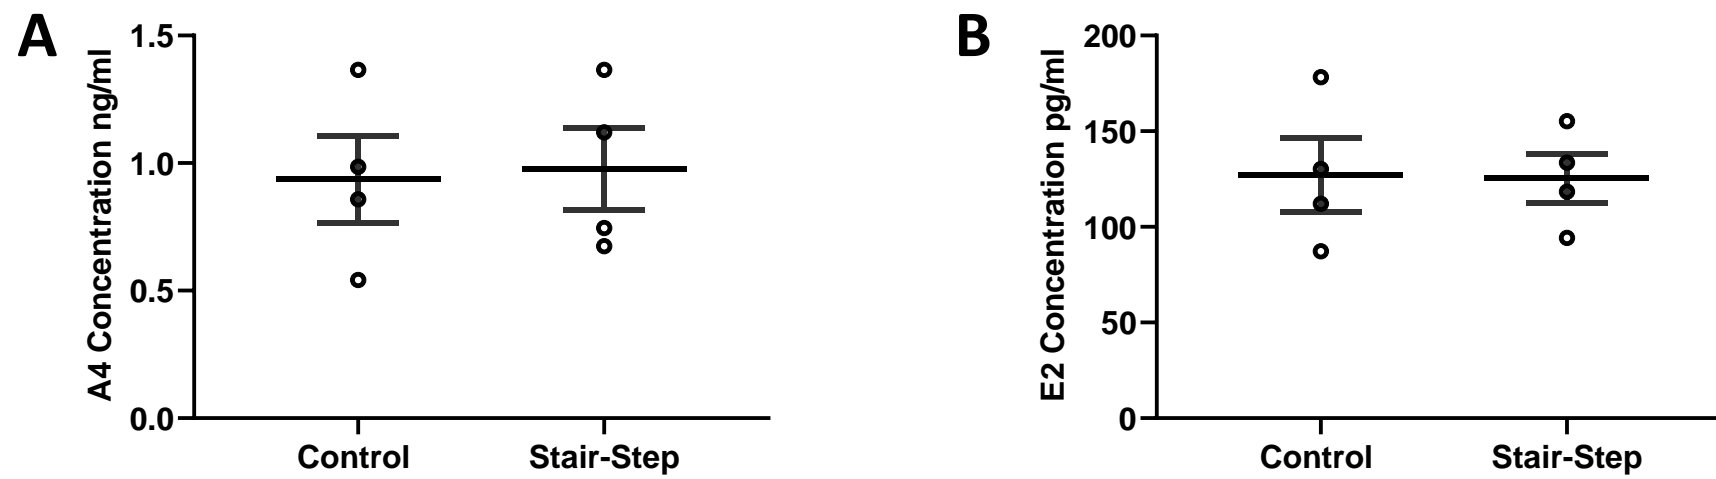 A
A4 Concentration ng/ml
1.5
1.0
0.5
0.0
Control Stair-Step
B
E2 Concentration pg/ml
200
150
100
50
0
Control Stair-Step